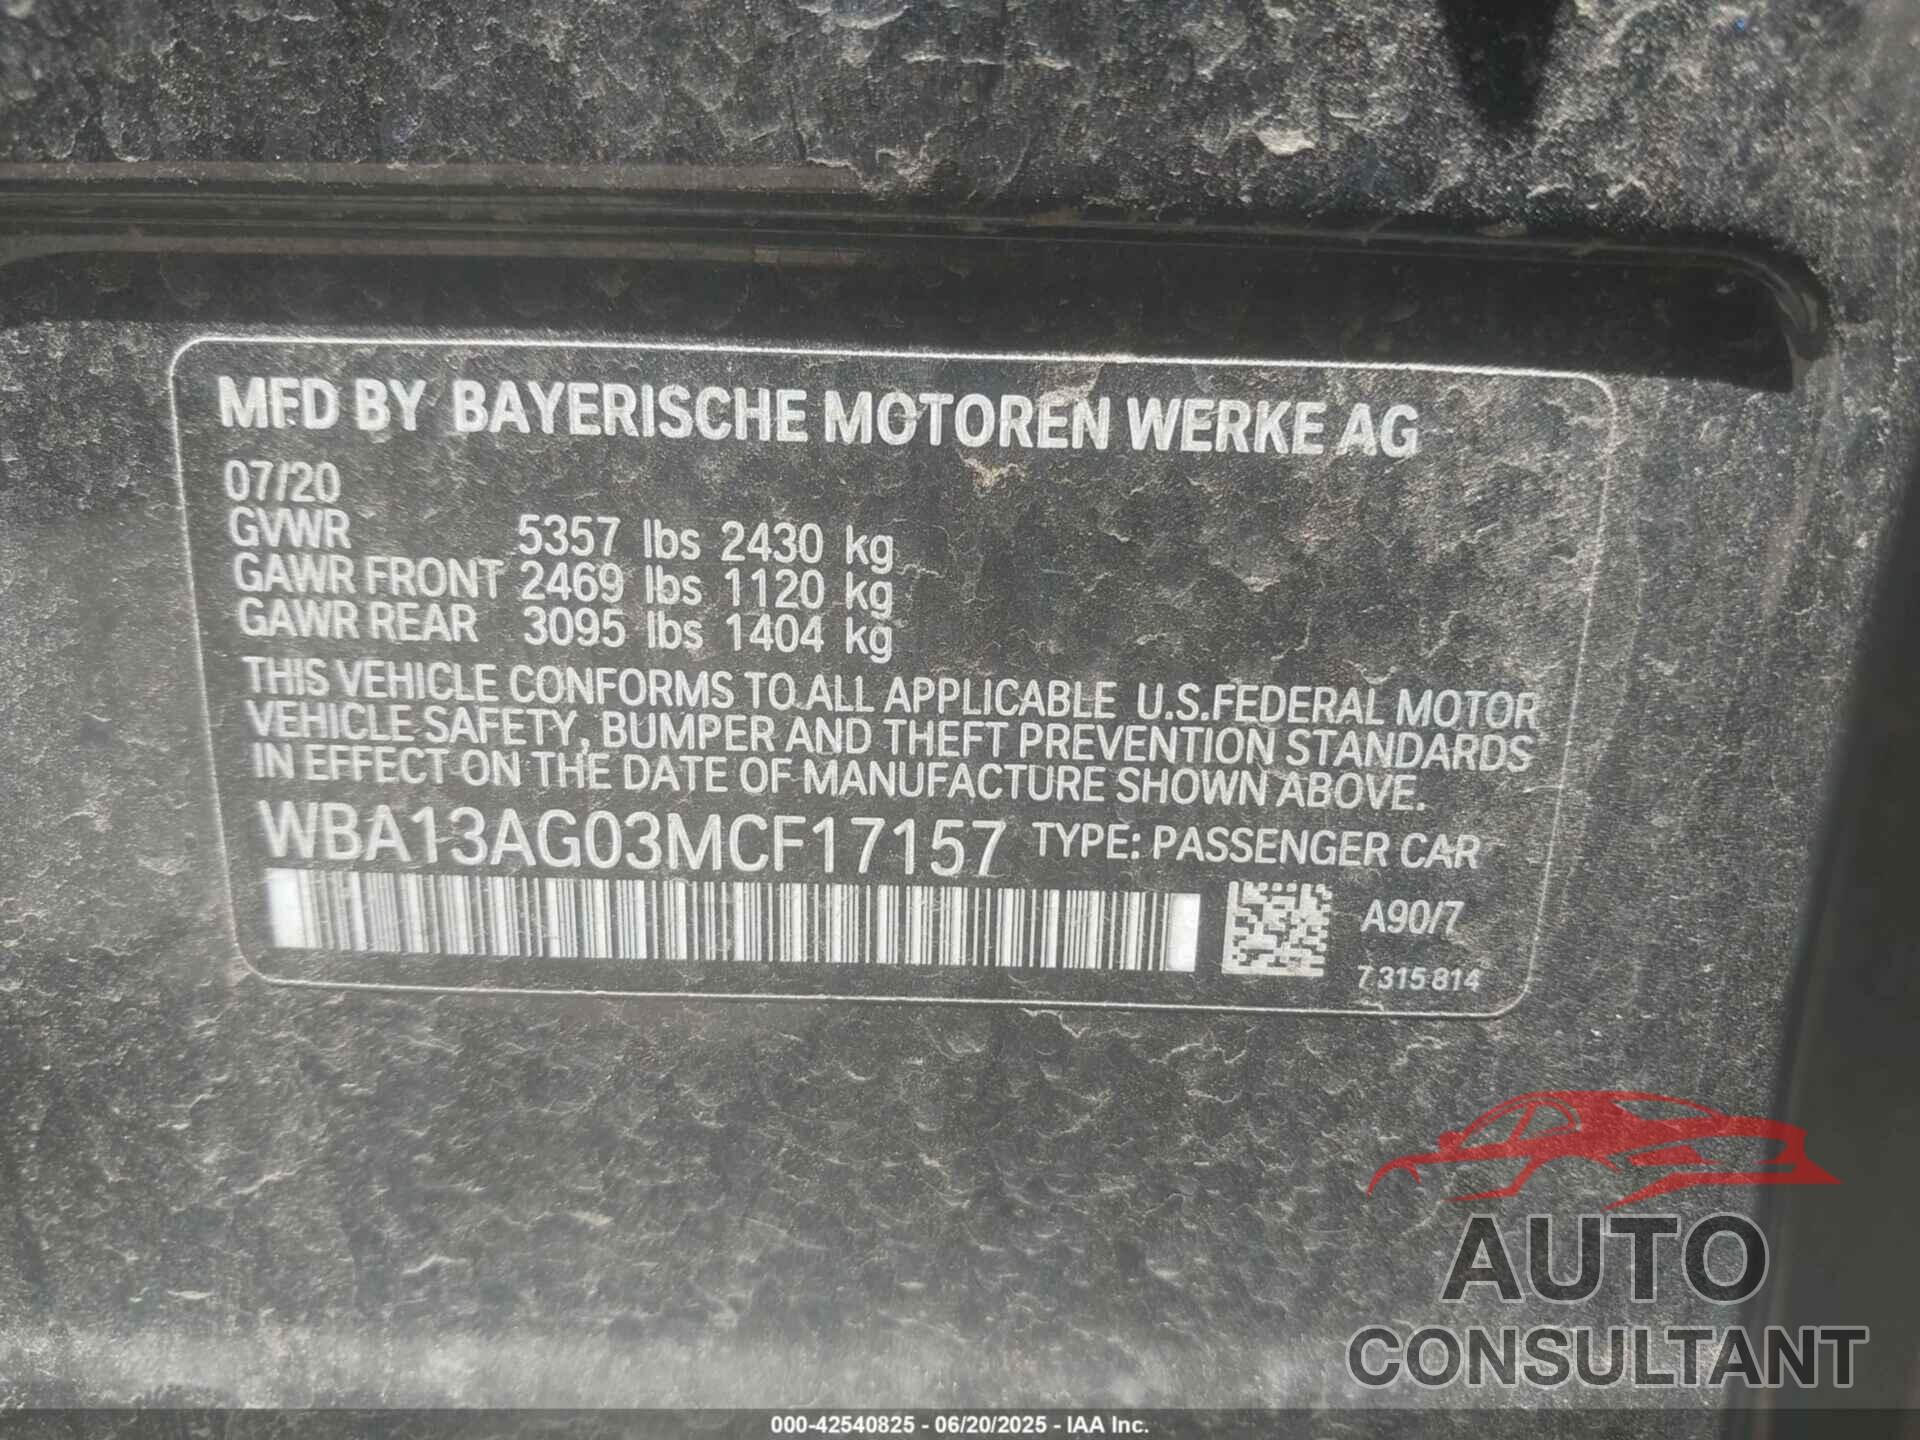 MFD BY BAYERISCHE MOTOREN WERKE AG
07/20
GVWR 5357 lbs 2430 kg
GAWR FRONT 2469 lbs 1120 kg
GAWR REAR 3095 lbs 1404 kg
THIS VEHICLE CONFORMS TO ALL APPLICABLE U.S.FEDERAL MOTOR
VEHICLE SAFETY, BUMPER AND THEFT PREVENTION STANDARDS
IN EFFECT ON THE DATE OF MANUFACTURE SHOWN ABOVE.
WBA13AG03MCF17157 TYPE: PASSENGER CAR
A90/7
7 315 814
AUTO
CONSULTANT
000-42540825 - 06/20/2025 - IAA Inc.